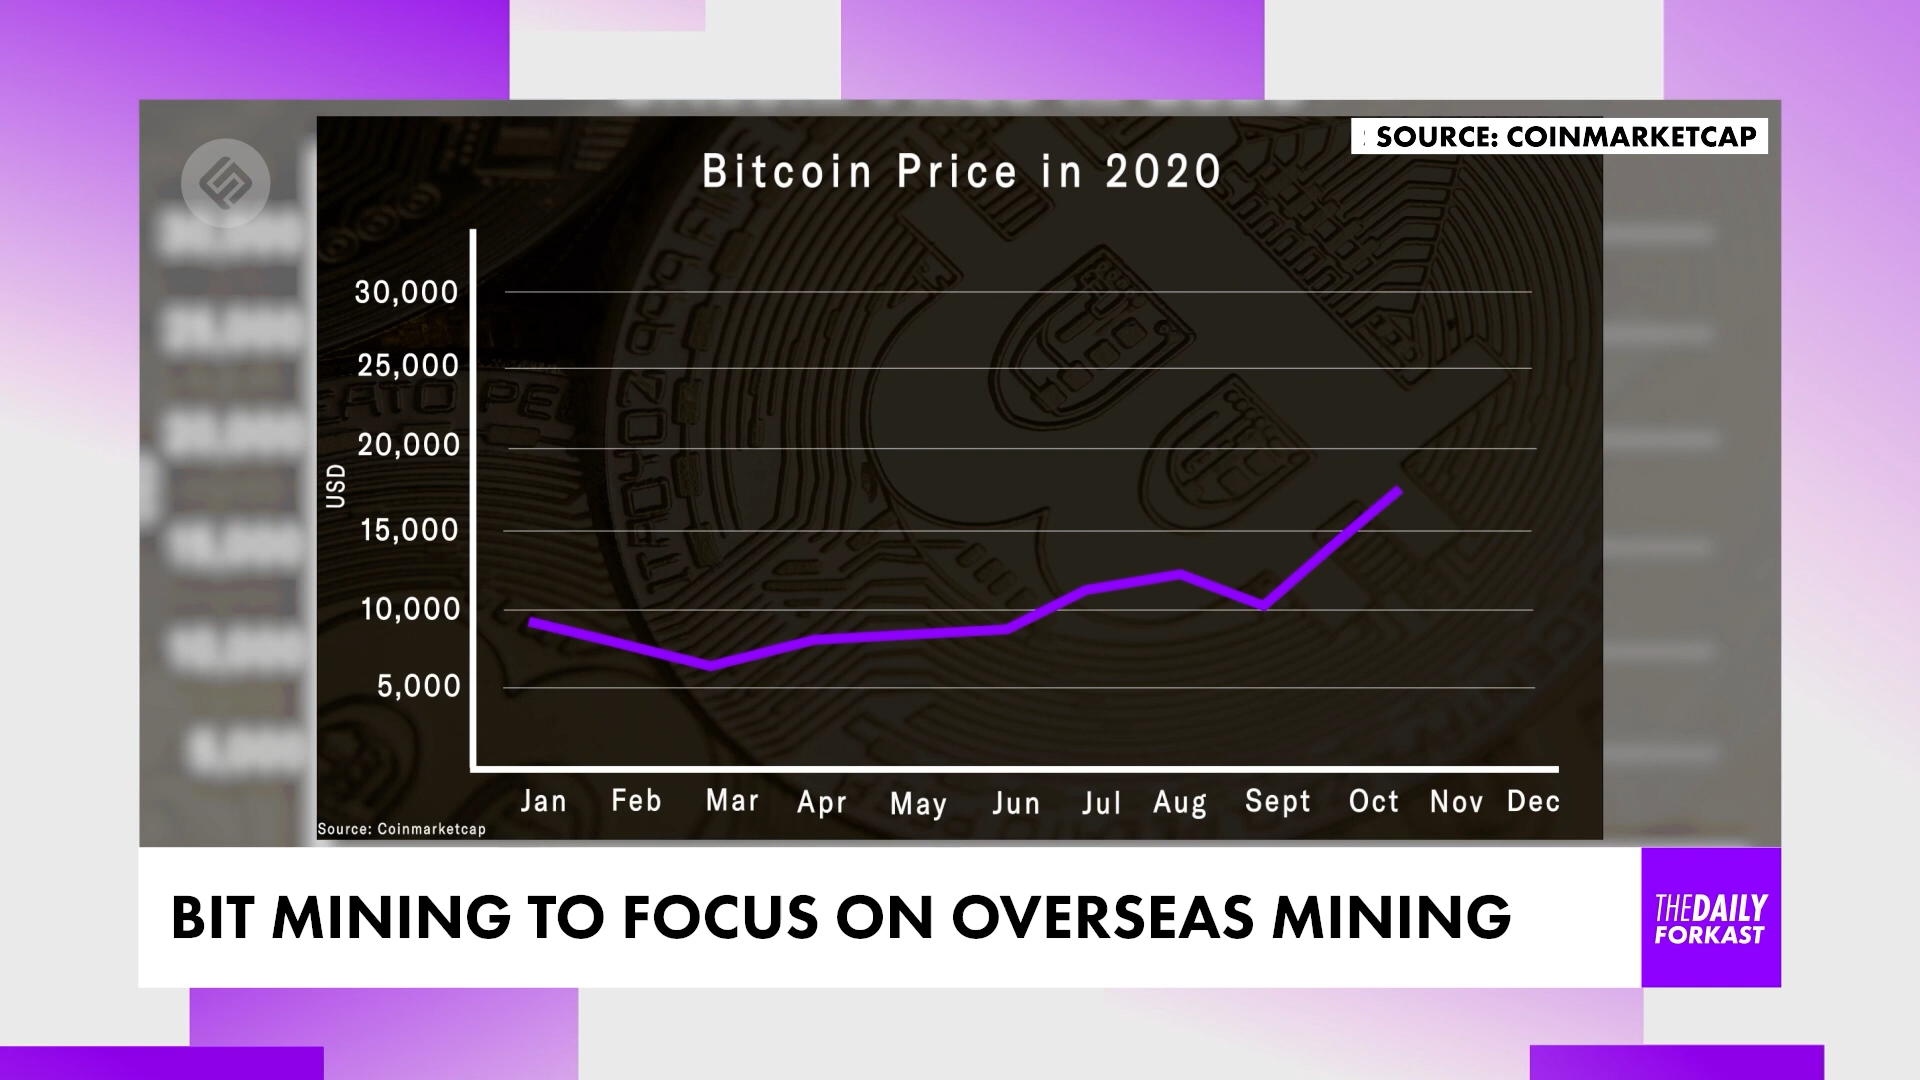 SOURCE: COINMARKETCAP
Bitcoin Price in 2020
30,000
25,000
20,000
15,000
10,000
5,000
USD
Jan Feb Mar Apr May Jun Jul Aug Sept Oct Nov Dec
Source: Coinmarketcap
BIT MINING TO FOCUS ON OVERSEAS MINING
THE DAILY
FORKAST